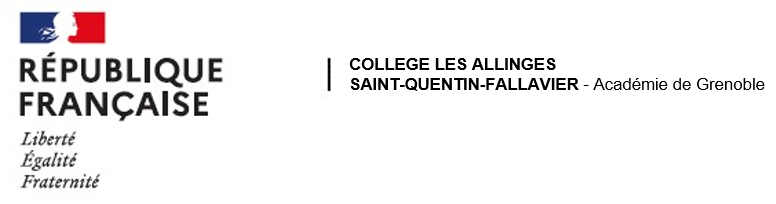 RÉPUBLIQUE
FRANÇAISE
Liberté
Égalité
Fraternité
COLLEGE LES ALLINGES
SAINT-QUENTIN-FALLAVIER - Académie de Grenoble